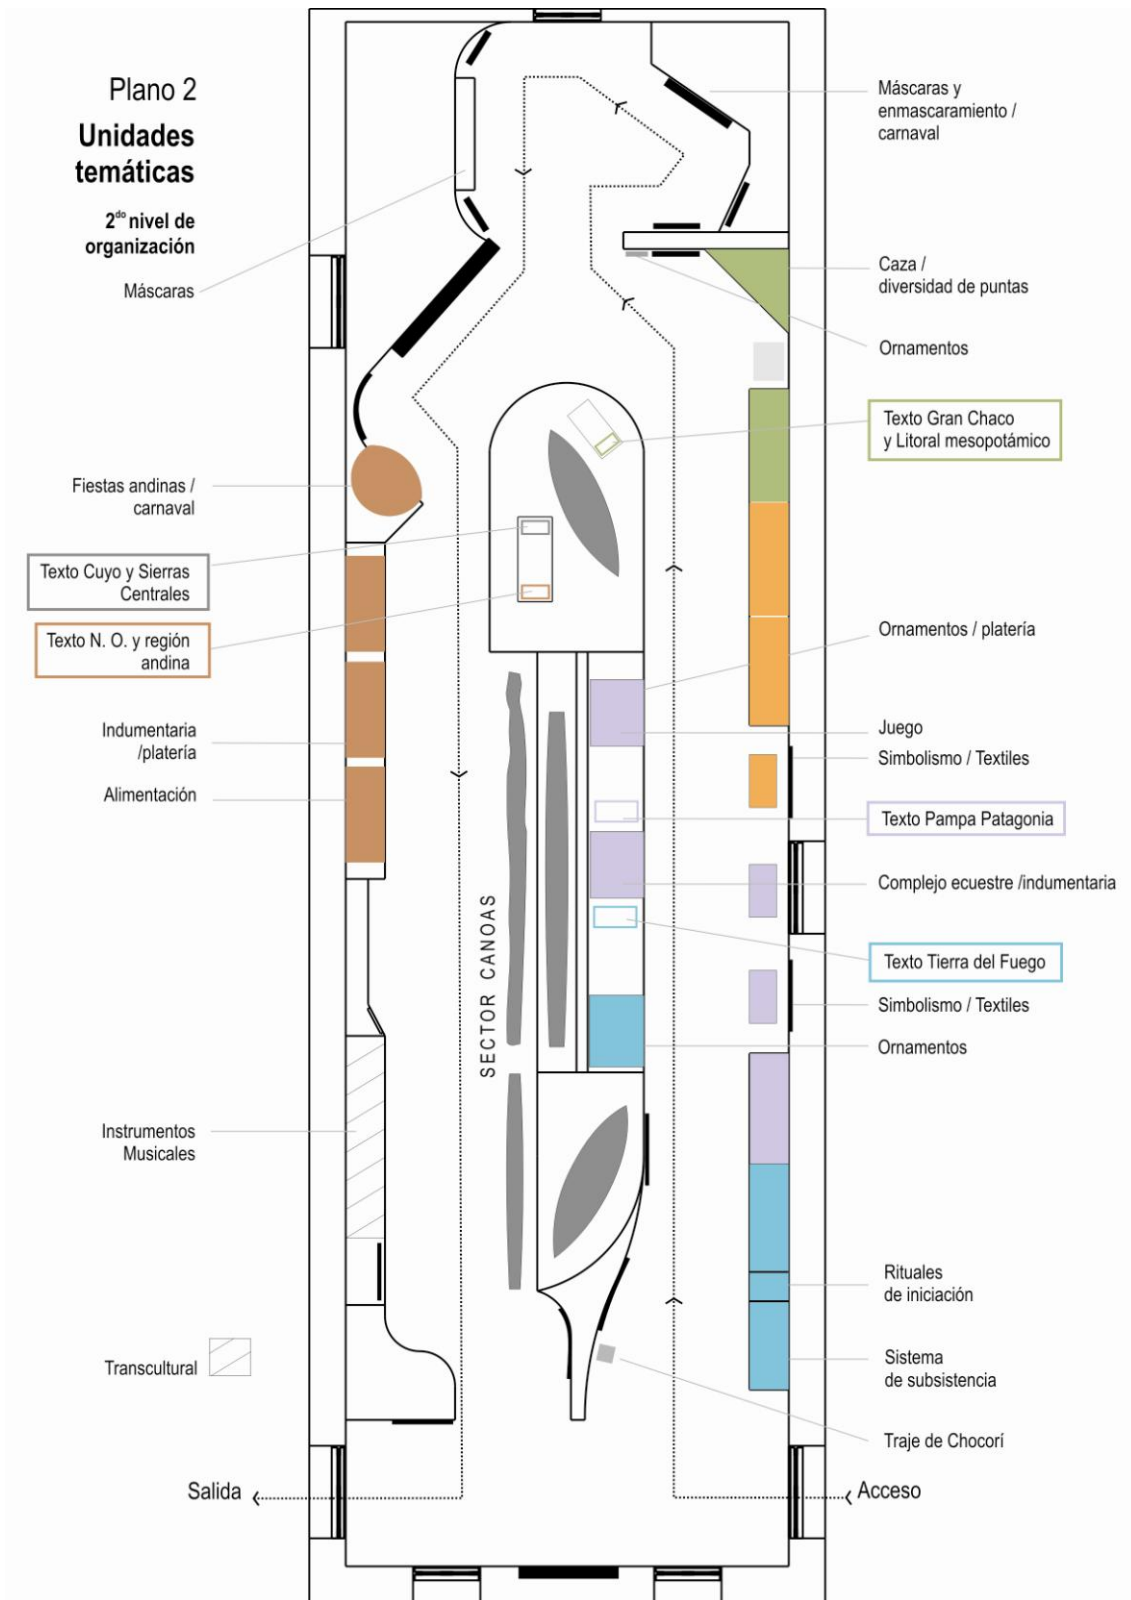 Plano 2
Unidades
temáticas
2do nivel de
organización
Máscaras
Fiestas andinas /
carnaval
Texto Cuyo y Sierras
Centrales
Texto N. O. y región
andina
Indumentaria
/platería
Alimentación
Instrumentos
Musicales
Transcultural
Salida
SECTOR CANOAS
Máscaras y
enmascaramiento /
carnaval
Caza /
diversidad de puntas
Ornamentos
Texto Gran Chaco
y Litoral mesopotámico
Ornamentos / platería
Juego
Simbolismo / Textiles
Texto Pampa Patagonia
Complejo ecuestre /indumentaria
Texto Tierra del Fuego
Simbolismo / Textiles
Ornamentos
Rituales
de iniciación
Sistema
de subsistencia
Traje de Chocorí
Acceso